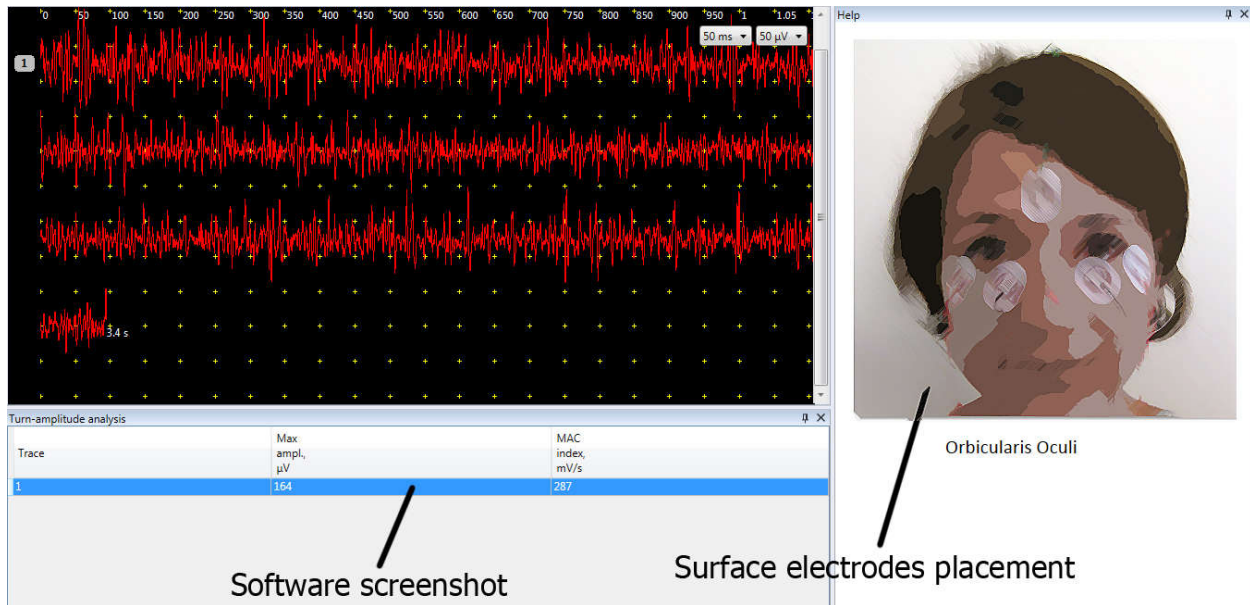 0 50 100 150 200 250 300 350 400 450 500 550 600 650 700 750 800 850 900 950 1 1.05
50 ms 50 µV
1
3.4 s
Help
Orbicularis Oculi
Turn-amplitude analysis
Trace
Max
ampl.,
µV
MAC
index,
mV/s
1 164 287
Software screenshot
Surface electrodes placement